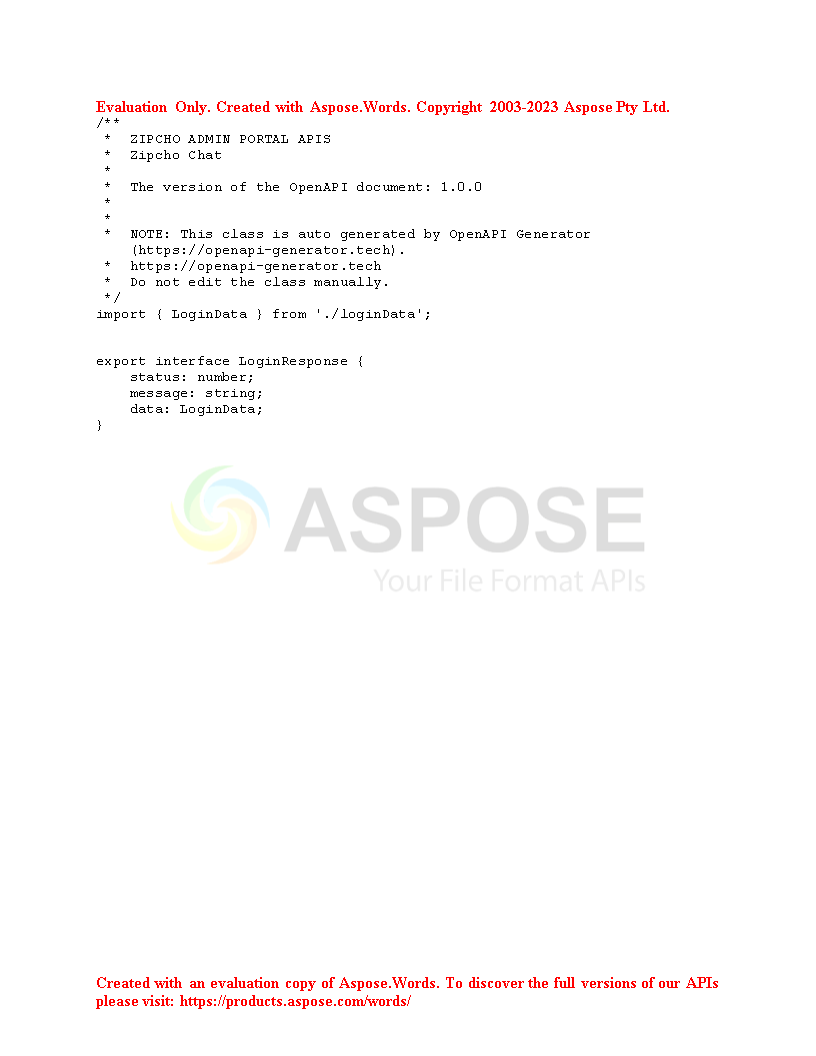 Evaluation Only. Created with Aspose.Words. Copyright 2003-2023 Aspose Pty Ltd.
/**
 *  ZIPCHO ADMIN PORTAL APIS
 *  Zipcho Chat
 *
 *  The version of the OpenAPI document: 1.0.0
 *
 *
 *  NOTE: This class is auto generated by OpenAPI Generator
    (https://openapi-generator.tech).
 *  https://openapi-generator.tech
 *  Do not edit the class manually.
 */
import { LoginData } from './loginData';
export interface LoginResponse {
    status: number;
    message: string;
    data: LoginData;
}
ASPOSE
Your File Format APIs
Created with an evaluation copy of Aspose.Words. To discover the full versions of our APIs
please visit: https://products.aspose.com/words/